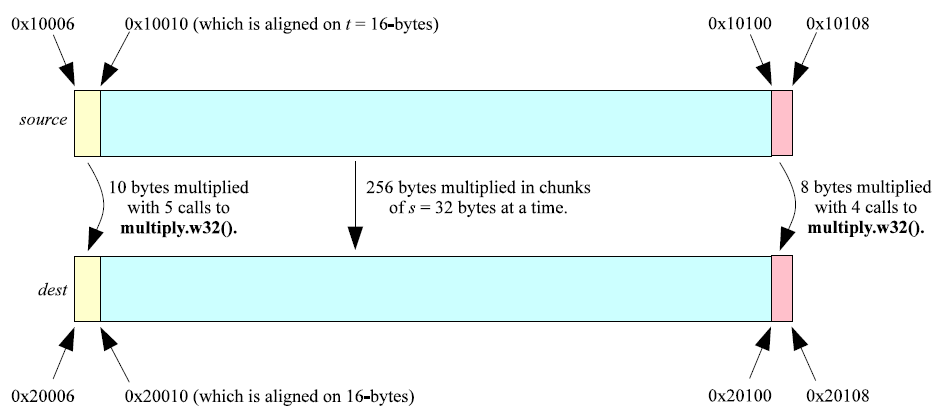 0x10006
0x10010 (which is aligned on t = 16-bytes)
0x10100
0x10108
source
10 bytes multiplied
with 5 calls to
multiply.w32().
256 bytes multiplied in chunks
of s = 32 bytes at a time.
8 bytes multiplied
with 4 calls to
multiply.w32().
dest
0x20006
0x20010 (which is aligned on 16-bytes)
0x20100
0x20108